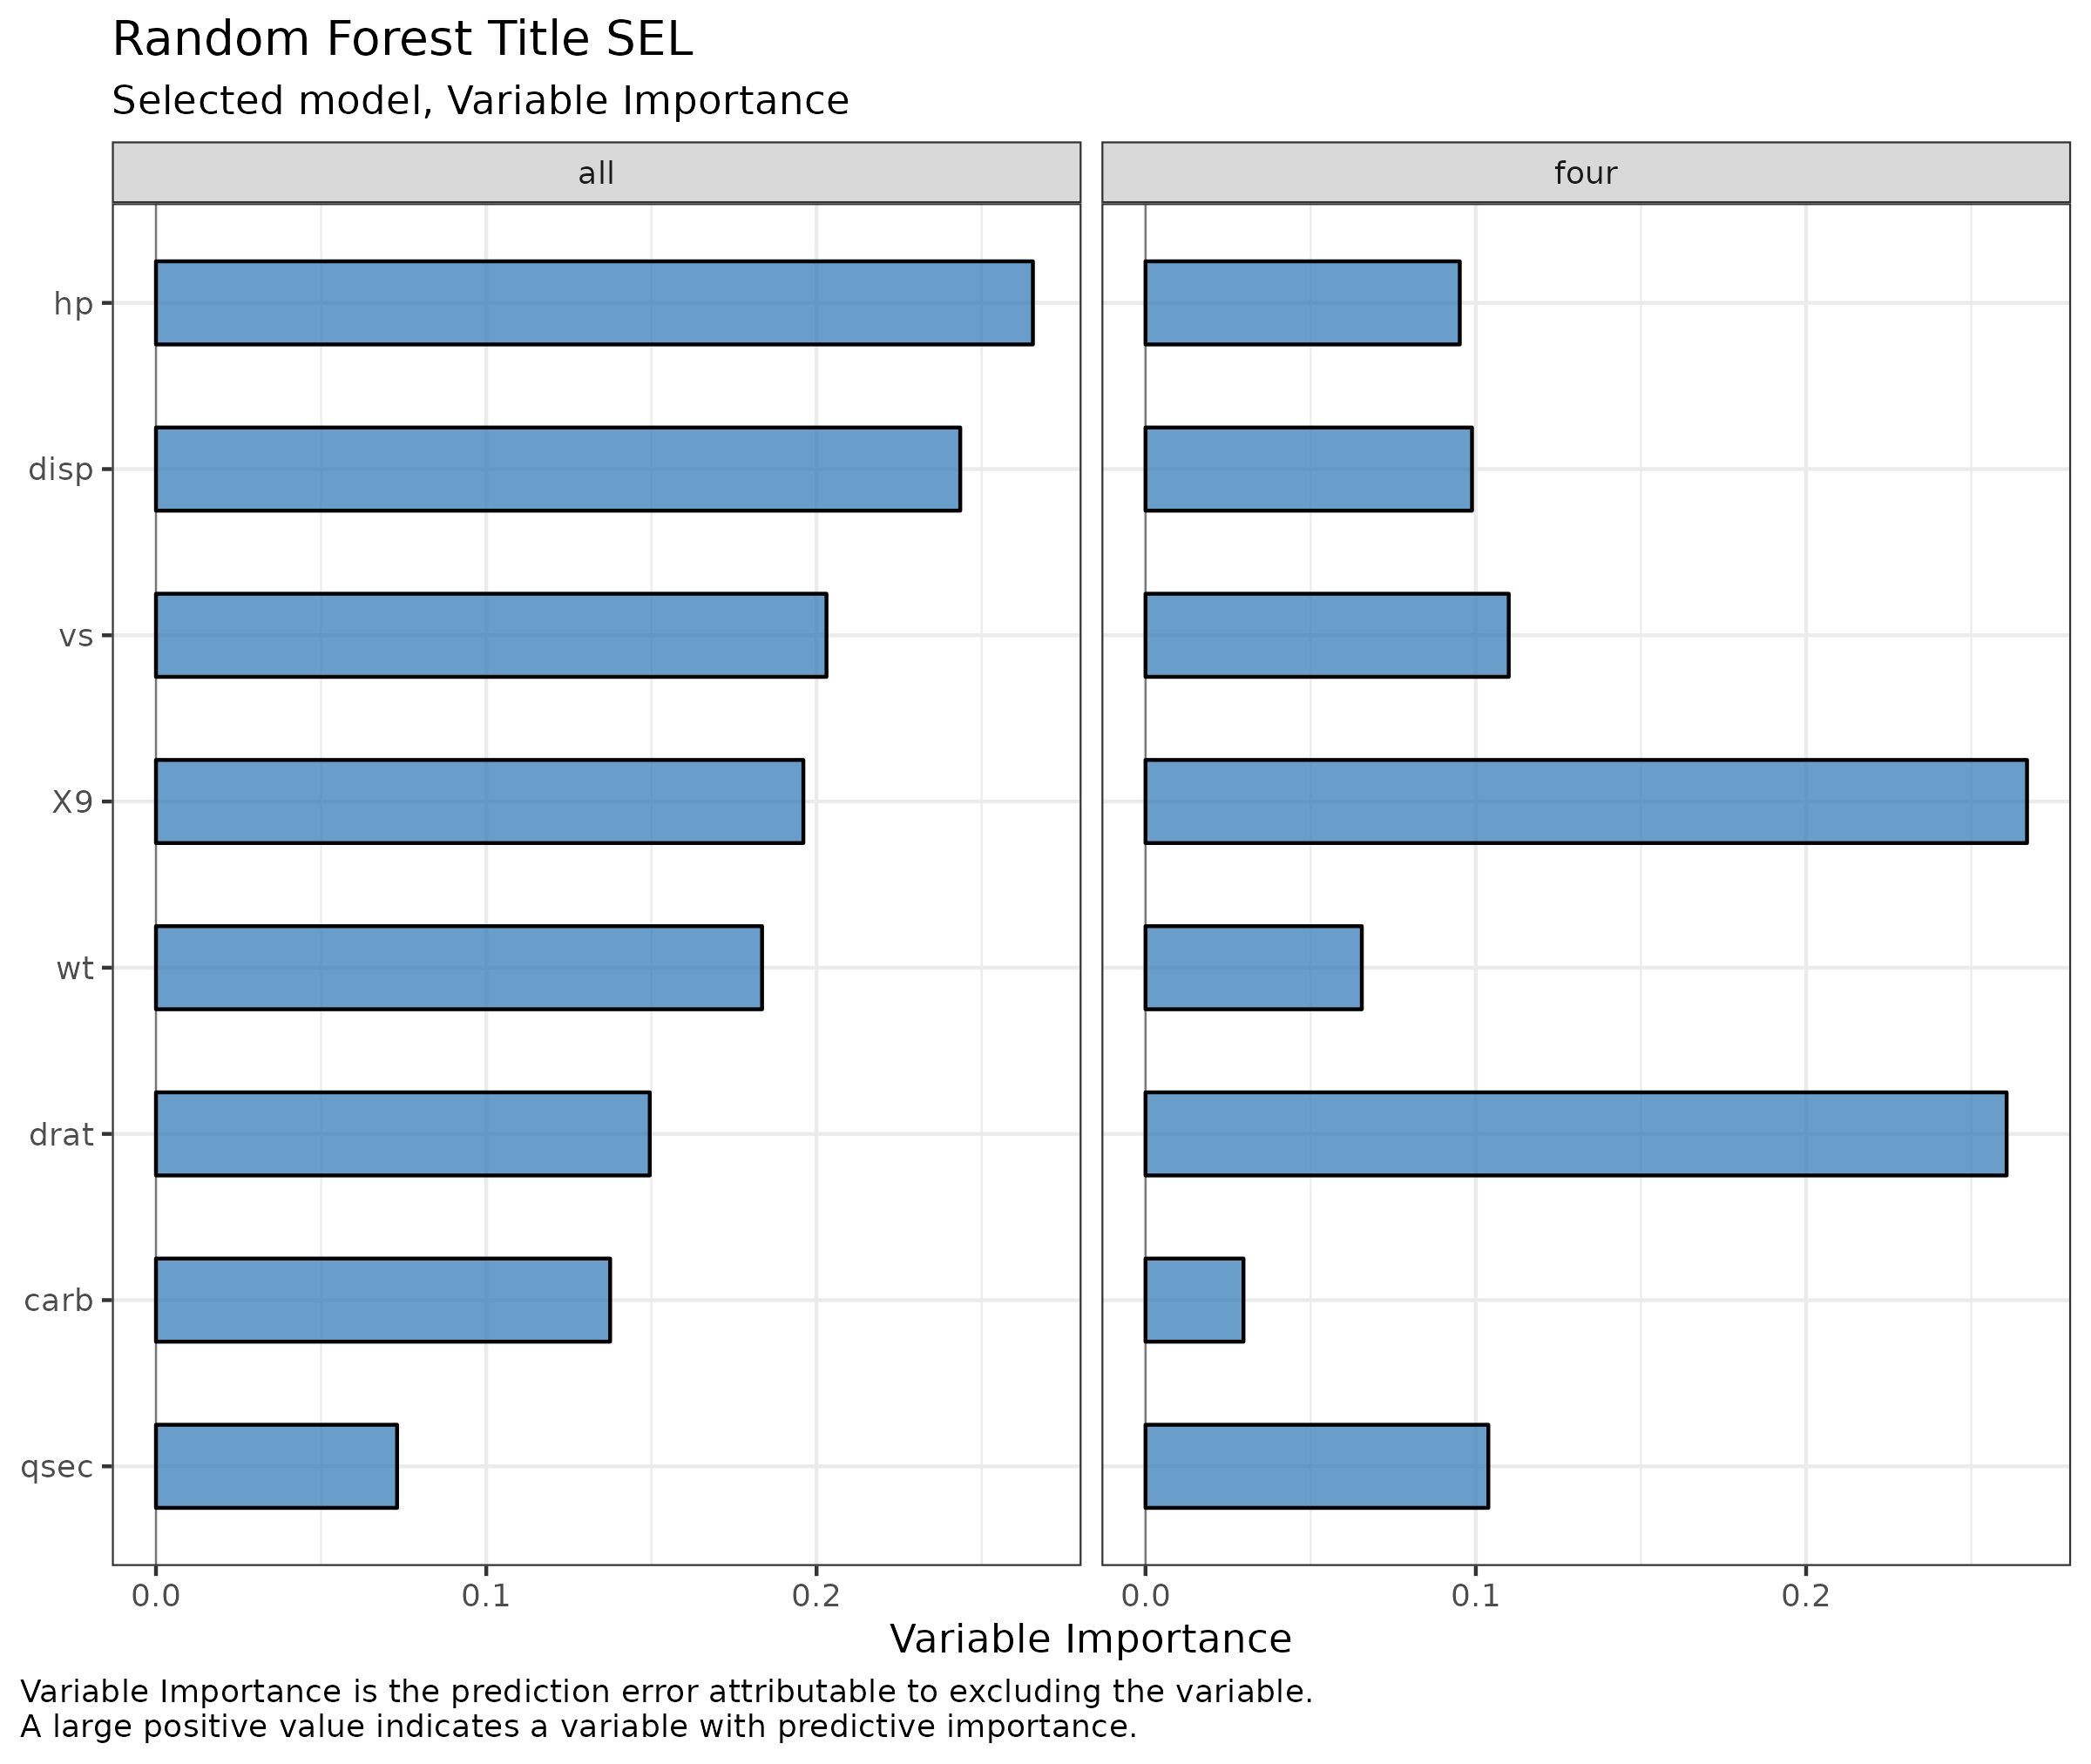 Random Forest Title SEL
Selected model, Variable Importance
all
four
hp
disp
vs
X9
wt
drat
carb
qsec
0.0 0.1 0.2 0.0 0.1 0.2
Variable Importance
Variable Importance is the prediction error attributable to excluding the variable.
A large positive value indicates a variable with predictive importance.